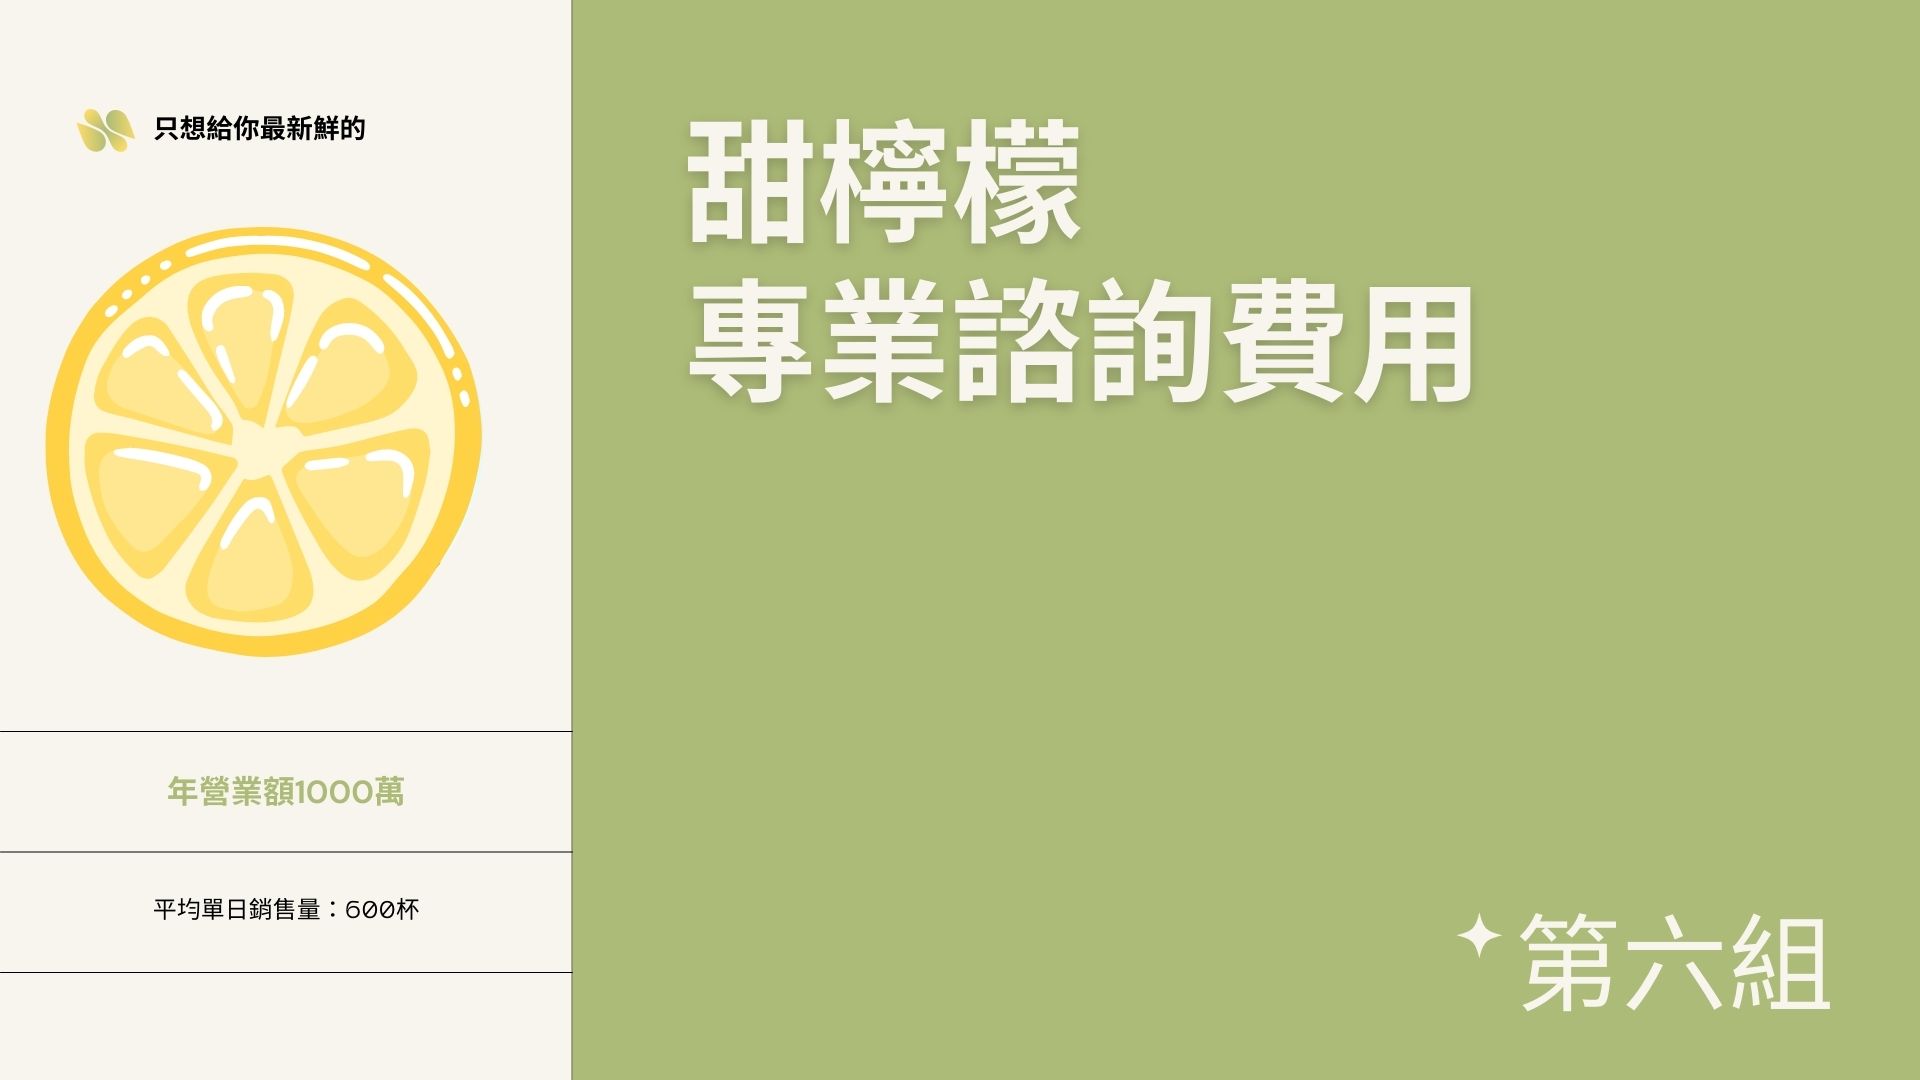 只想給你最新鮮的
年營業額1000萬
平均單日銷售量：600杯
甜檸檬
專業諮詢費用
第六組